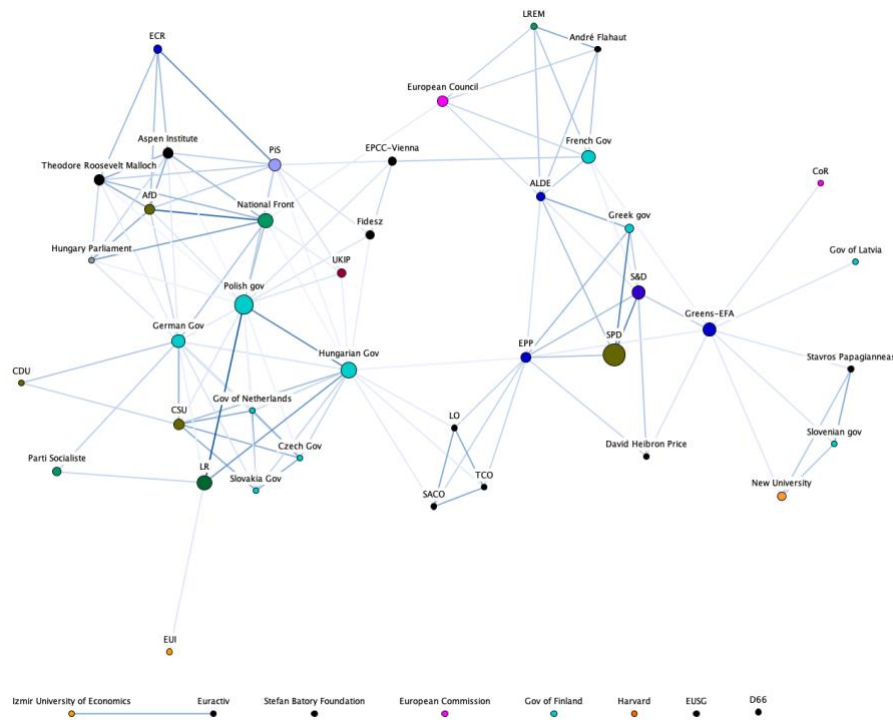 LREM
ECR
André Flahaut
European Council
Aspen Institute
PiS
EPCC-Vienna
French Gov
Theodore Roosevelt Malloch
CoR
AfD
ALDE
National Front
Greek gov
Fidesz
Hungary Parliament
Gov of Latvia
UKIP
S&D
Polish gov
Greens-EFA
German Gov
SPD
Hungarian Gov
EPP
Stavros Papagianneas
CDU
Gov of Netherlands
CSU
LO
Slovenian gov
Czech Gov
David Heibron Price
Parti Socialiste
LR
Slovakia Gov
TCO
New University
SACO
EUI
Izmir University of Economics
Euractiv
Stefan Batory Foundation
European Commission
Gov of Finland
Harvard
EUSG
D66